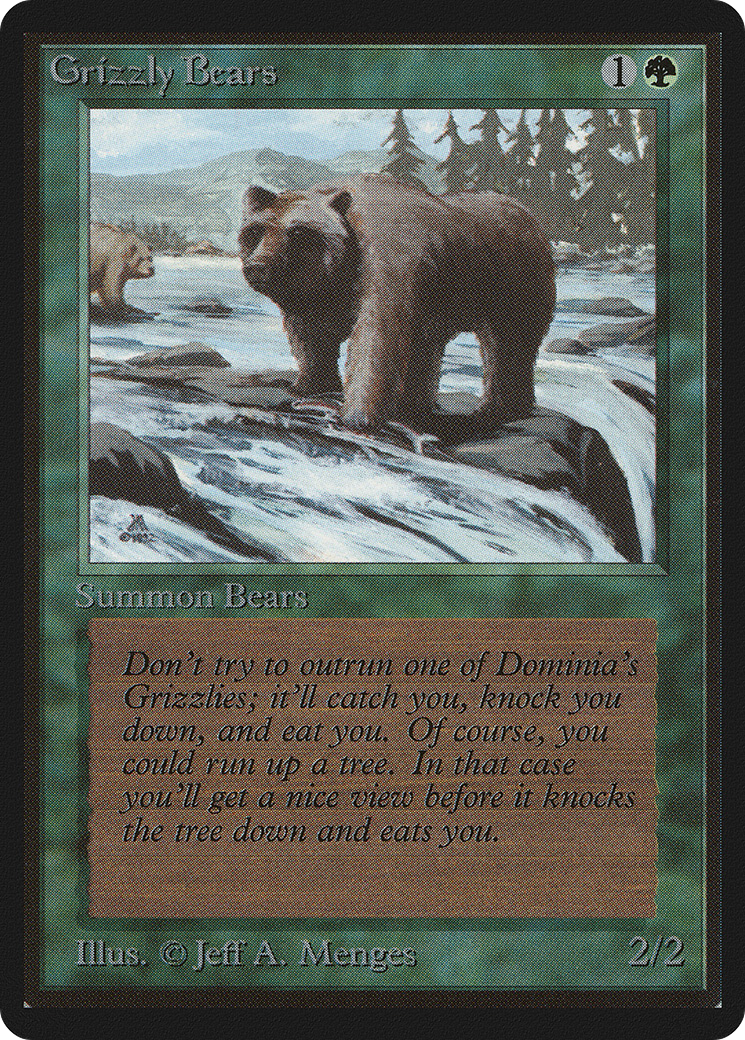 Grizzly Bears 1
©1992
Summon Bears
Don't try to outrun one of Dominia's
Grizzlies; it'll catch you, knock you
down, and eat you. Of course, you
could run up a tree. In that case
you'll get a nice view before it knocks
the tree down and eats you.
Illus. © Jeff A. Menges 2/2